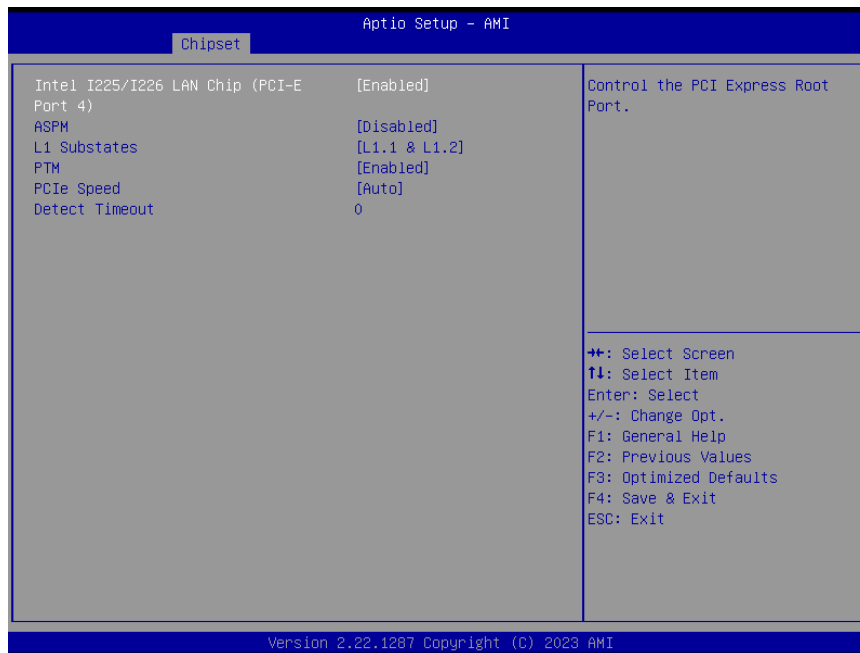 Aptio Setup – AMI
Chipset
Intel I225/I226 LAN Chip (PCI-E [Enabled]
Port 4)
ASPM [Disabled]
L1 Substates [L1.1 & L1.2]
PTM [Enabled]
PCIe Speed [Auto]
Detect Timeout 0
Control the PCI Express Root
Port.
→←: Select Screen
↑↓: Select Item
Enter: Select
+/-: Change Opt.
F1: General Help
F2: Previous Values
F3: Optimized Defaults
F4: Save & Exit
ESC: Exit
Version 2.22.1287 Copyright (C) 2023 AMI